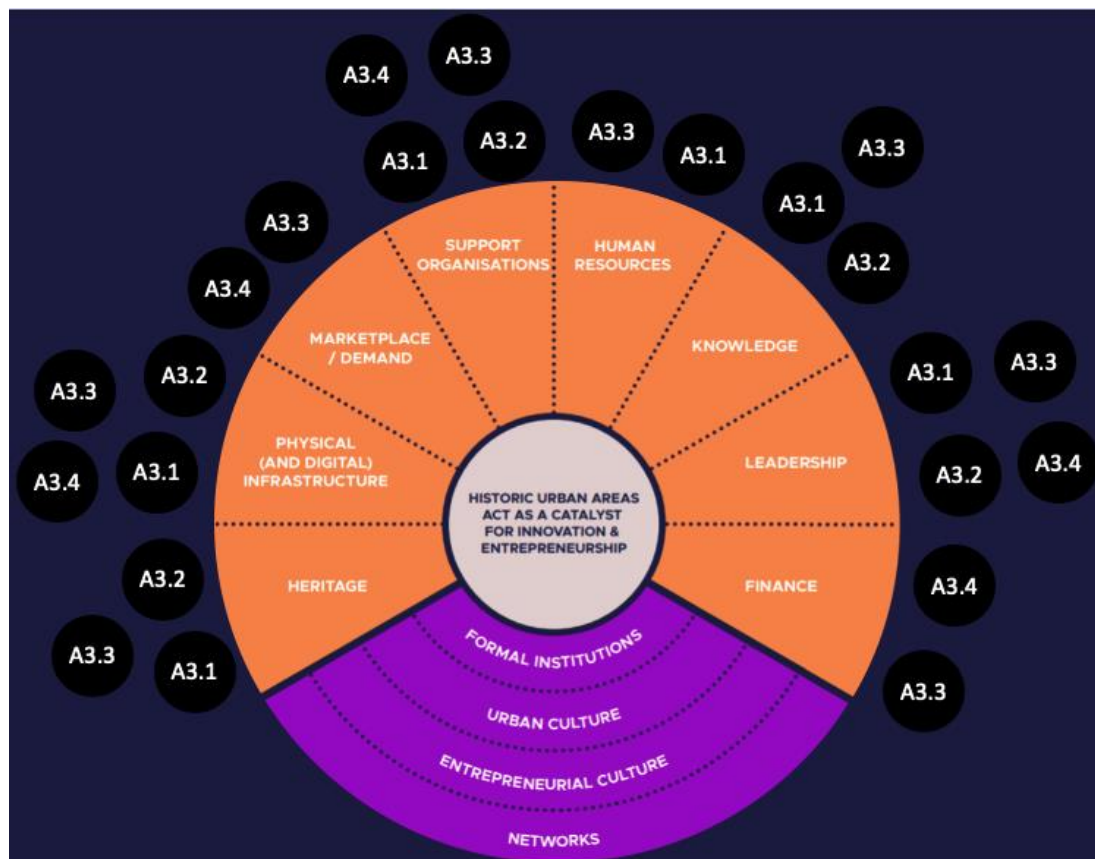 A3.3
A3.4
A3.2
A3.3
A3.1
A3.1
A3.3
A3.1
A3.3
A3.2
A3.4
SUPPORT
ORGANISATIONS
HUMAN
RESOURCES
MARKETPLACE
/ DEMAND
KNOWLEDGE
A3.2
A3.3
A3.1
A3.3
A3.1
A3.4
A3.2
A3.4
PHYSICAL
(AND DIGITAL)
INFRASTRUCTURE
LEADERSHIP
HISTORIC URBAN AREAS
ACT AS A CATALYST
FOR INNOVATION &
ENTREPRENEURSHIP
A3.2
HERITAGE
FINANCE
A3.4
A3.3
A3.1
A3.3
FORMAL INSTITUTIONS
URBAN CULTURE
ENTREPRENEURIAL CULTURE
NETWORKS